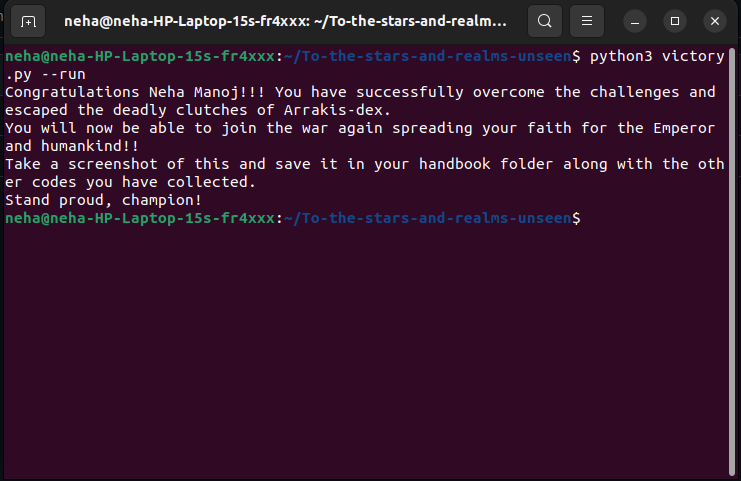 neha@neha-HP-Laptop-15s-fr4xxx: ~/To-the-stars-and-realm...
neha@neha-HP-Laptop-15s-fr4xxx:~/To-the-stars-and-realms-unseen$ python3 victory
.py --run
Congratulations Neha Manoj!!! You have successfully overcome the challenges and
escaped the deadly clutches of Arrakis-dex.
You will now be able to join the war again spreading your faith for the Emperor
and humankind!!
Take a screenshot of this and save it in your handbook folder along with the oth
er codes you have collected.
Stand proud, champion!
neha@neha-HP-Laptop-15s-fr4xxx:~/To-the-stars-and-realms-unseen$